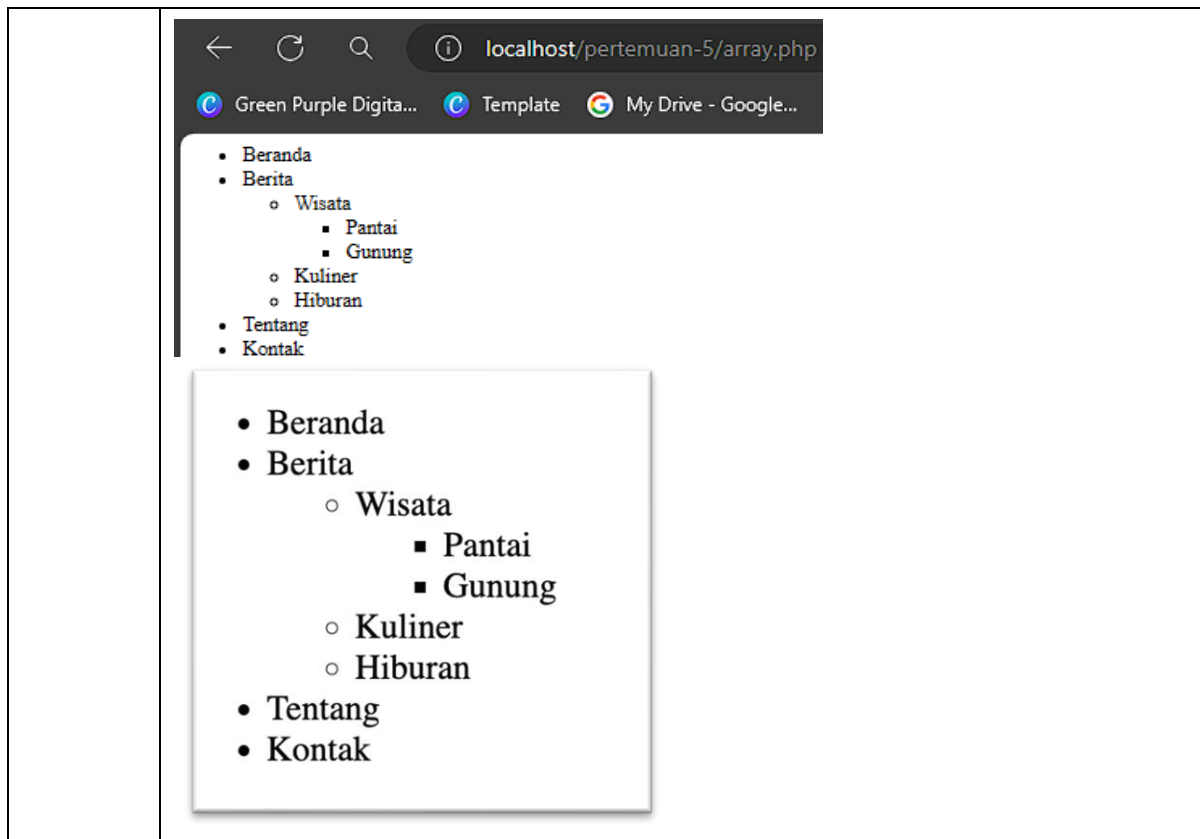 localhost/pertemuan-5/array.php
Green Purple Digita... Template My Drive - Google...
Beranda
Berita
Wisata
Pantai
Gunung
Kuliner
Hiburan
Tentang
Kontak
Beranda
Berita
Wisata
Pantai
Gunung
Kuliner
Hiburan
Tentang
Kontak